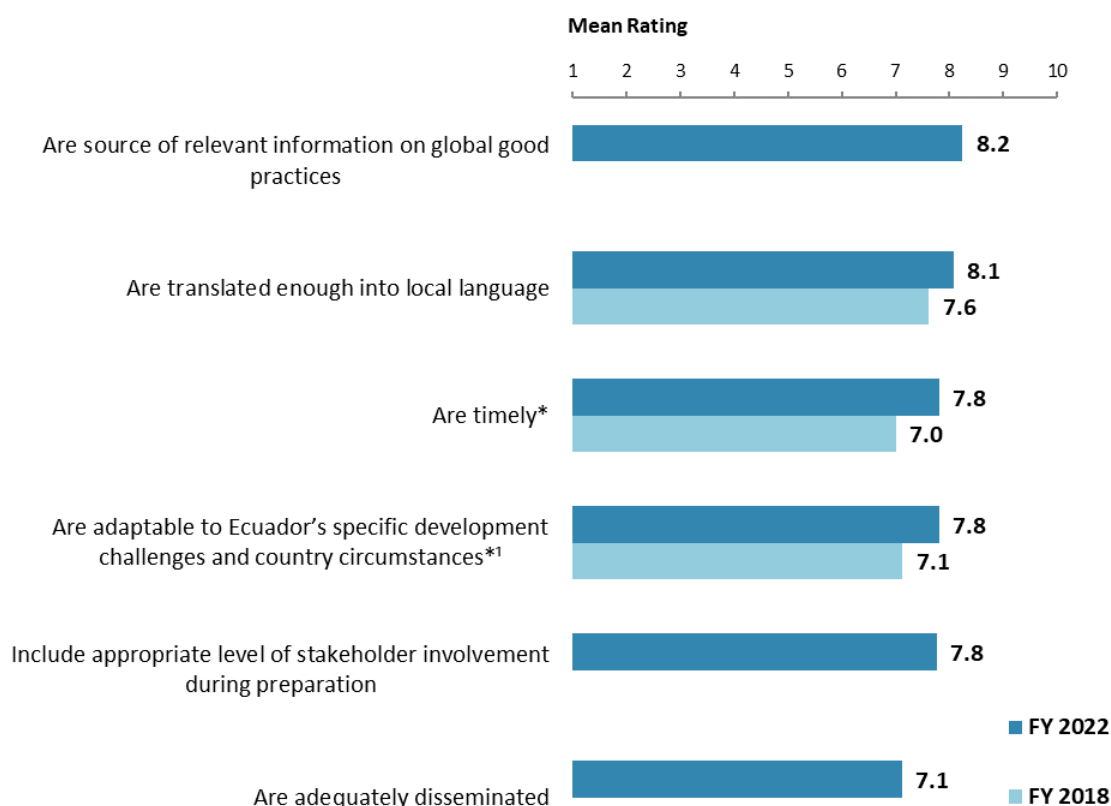 Mean Rating
1 2 3 4 5 6 7 8 9 10
Are source of relevant information on global good
practices
8.2
Are translated enough into local language
8.1
7.6
Are timely*
7.8
7.0
Are adaptable to Ecuador’s specific development
challenges and country circumstances*¹
7.8
7.1
Include appropriate level of stakeholder involvement
during preparation
7.8
FY 2022
Are adequately disseminated
7.1
FY 2018